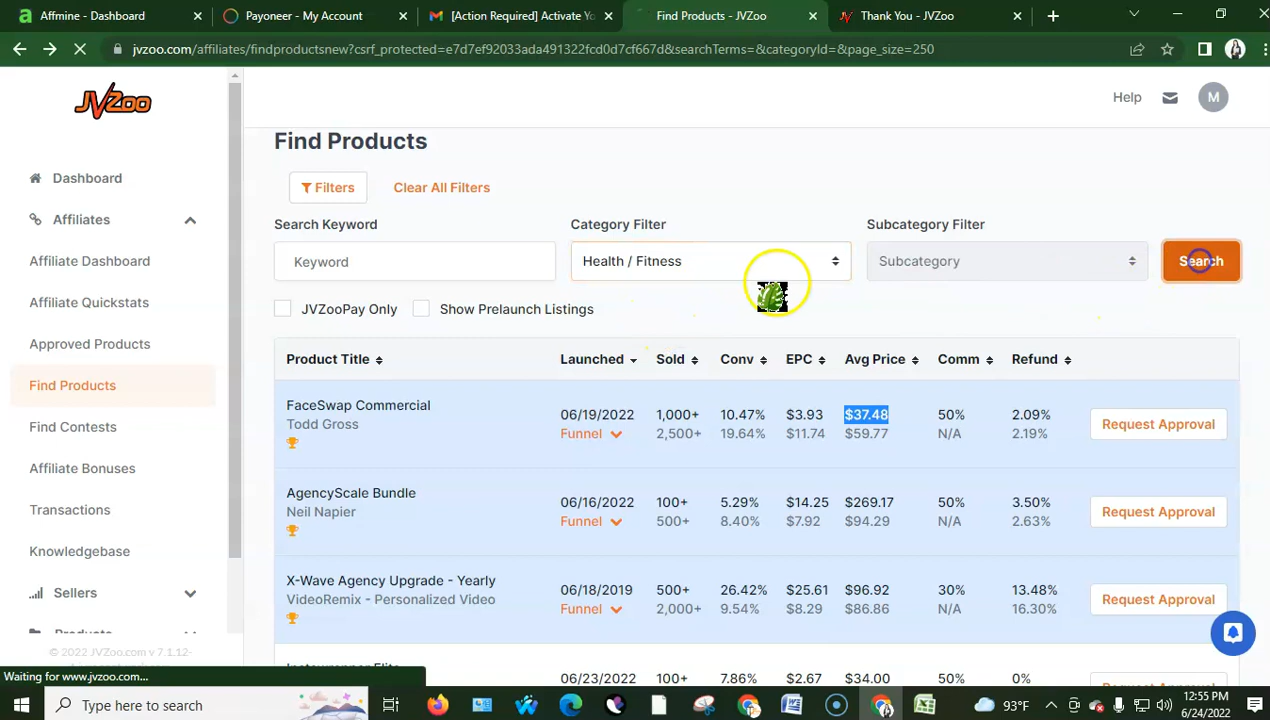 Affmine - Dashboard
Payoneer - My Account
[Action Required] Activate Y
Find Products - JVZoo
Thank You - JVZoo
jvzoo.com/affiliates/findproductsnew?csrf_protected=e7d7ef92033ada491322fcd0d7cf667d&searchTerms=&categoryId=&page_size=250
JVZoo
Help
M
Dashboard
Affiliates
Affiliate Dashboard
Affiliate Quickstats
Approved Products
Find Products
Find Contests
Affiliate Bonuses
Transactions
Knowledgebase
Sellers
© 2022 JVZoo.com v 7.1.12-
Find Products
Filters Clear All Filters
Search Keyword Category Filter Subcategory Filter
Keyword Health / Fitness Subcategory Search
JVZooPay Only Show Prelaunch Listings
Product Title Launched Sold Conv EPC Avg Price Comm Refund
FaceSwap Commercial 06/19/2022 1,000+ 10.47% $3.93 $37.48 50% 2.09%
Todd Gross Funnel 2,500+ 19.64% $11.74 $59.77 N/A 2.19%
Request Approval
AgencyScale Bundle 06/16/2022 100+ 5.29% $14.25 $269.17 50% 3.50%
Neil Napier Funnel 500+ 8.40% $7.92 $94.29 N/A 2.63%
Request Approval
X-Wave Agency Upgrade - Yearly 06/18/2019 500+ 26.42% $25.61 $96.92 30% 13.48%
VideoRemix - Personalized Video Funnel 2,000+ 9.54% $8.29 $86.86 N/A 16.30%
Request Approval
06/23/2022 100+ 7.86% $2.67 $34.00 50% 0%
Waiting for www.jvzoo.com...
Type here to search
93°F
12:55 PM
6/24/2022